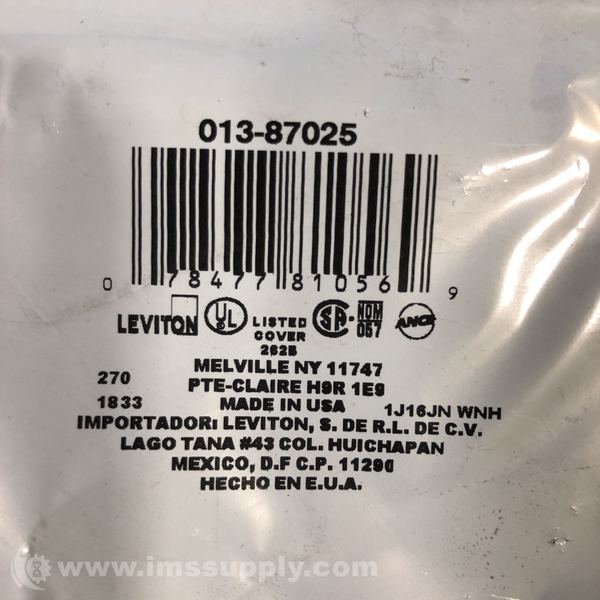 013-87025
0 78477 81056 9
LEVITON UL LISTED COVER 262B SA NOM 057 ANCE
MELVILLE NY 11747
270 PTE-CLAIRE H9R 1E9
1833 MADE IN USA 1J16JN WNH
IMPORTADOR: LEVITON, S. DE R.L. DE C.V.
LAGO TANA #43 COL. HUICHAPAN
MEXICO, D.F C.P. 11290
HECHO EN E.U.A.
www.imssupply.com